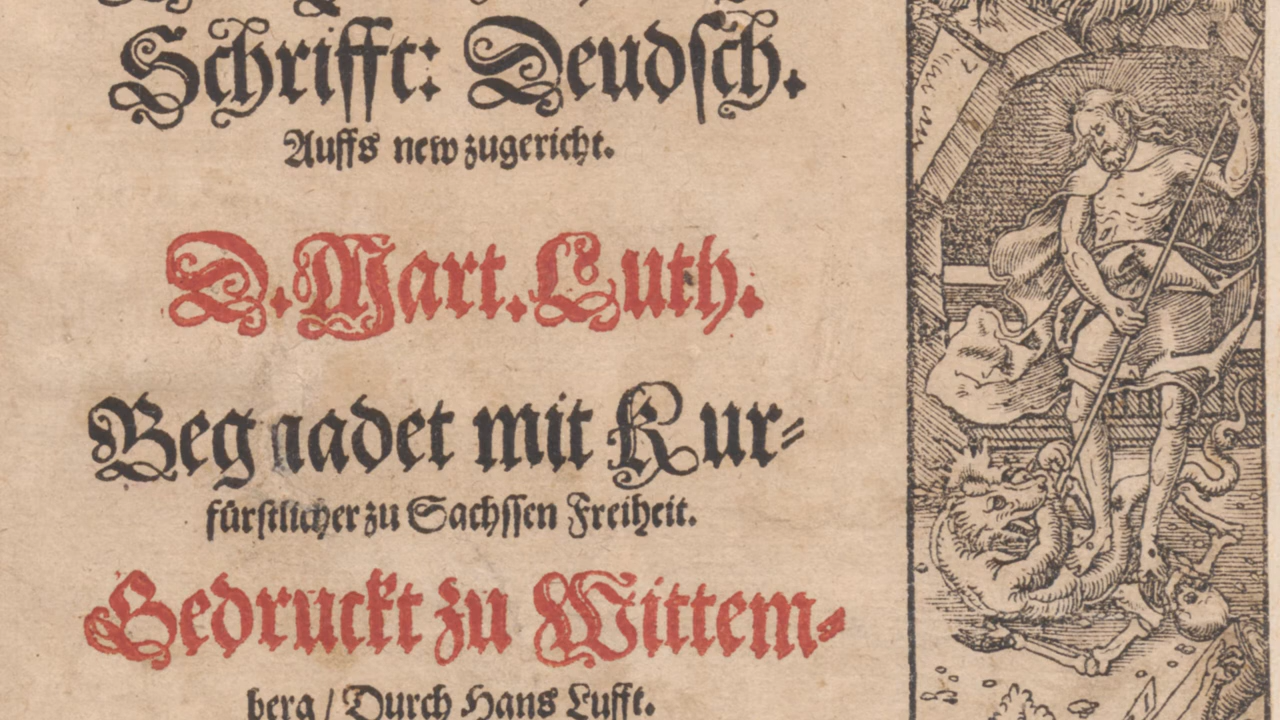 Schrifft: Deudsch.
Auffs new zugericht.
D. Mart. Luth.
Begnadet mit Kur⸗
fürstlicher zu Sachssen Freiheit.
Gedruckt zu Wittem⸗
berg / Durch Hans Lufft.